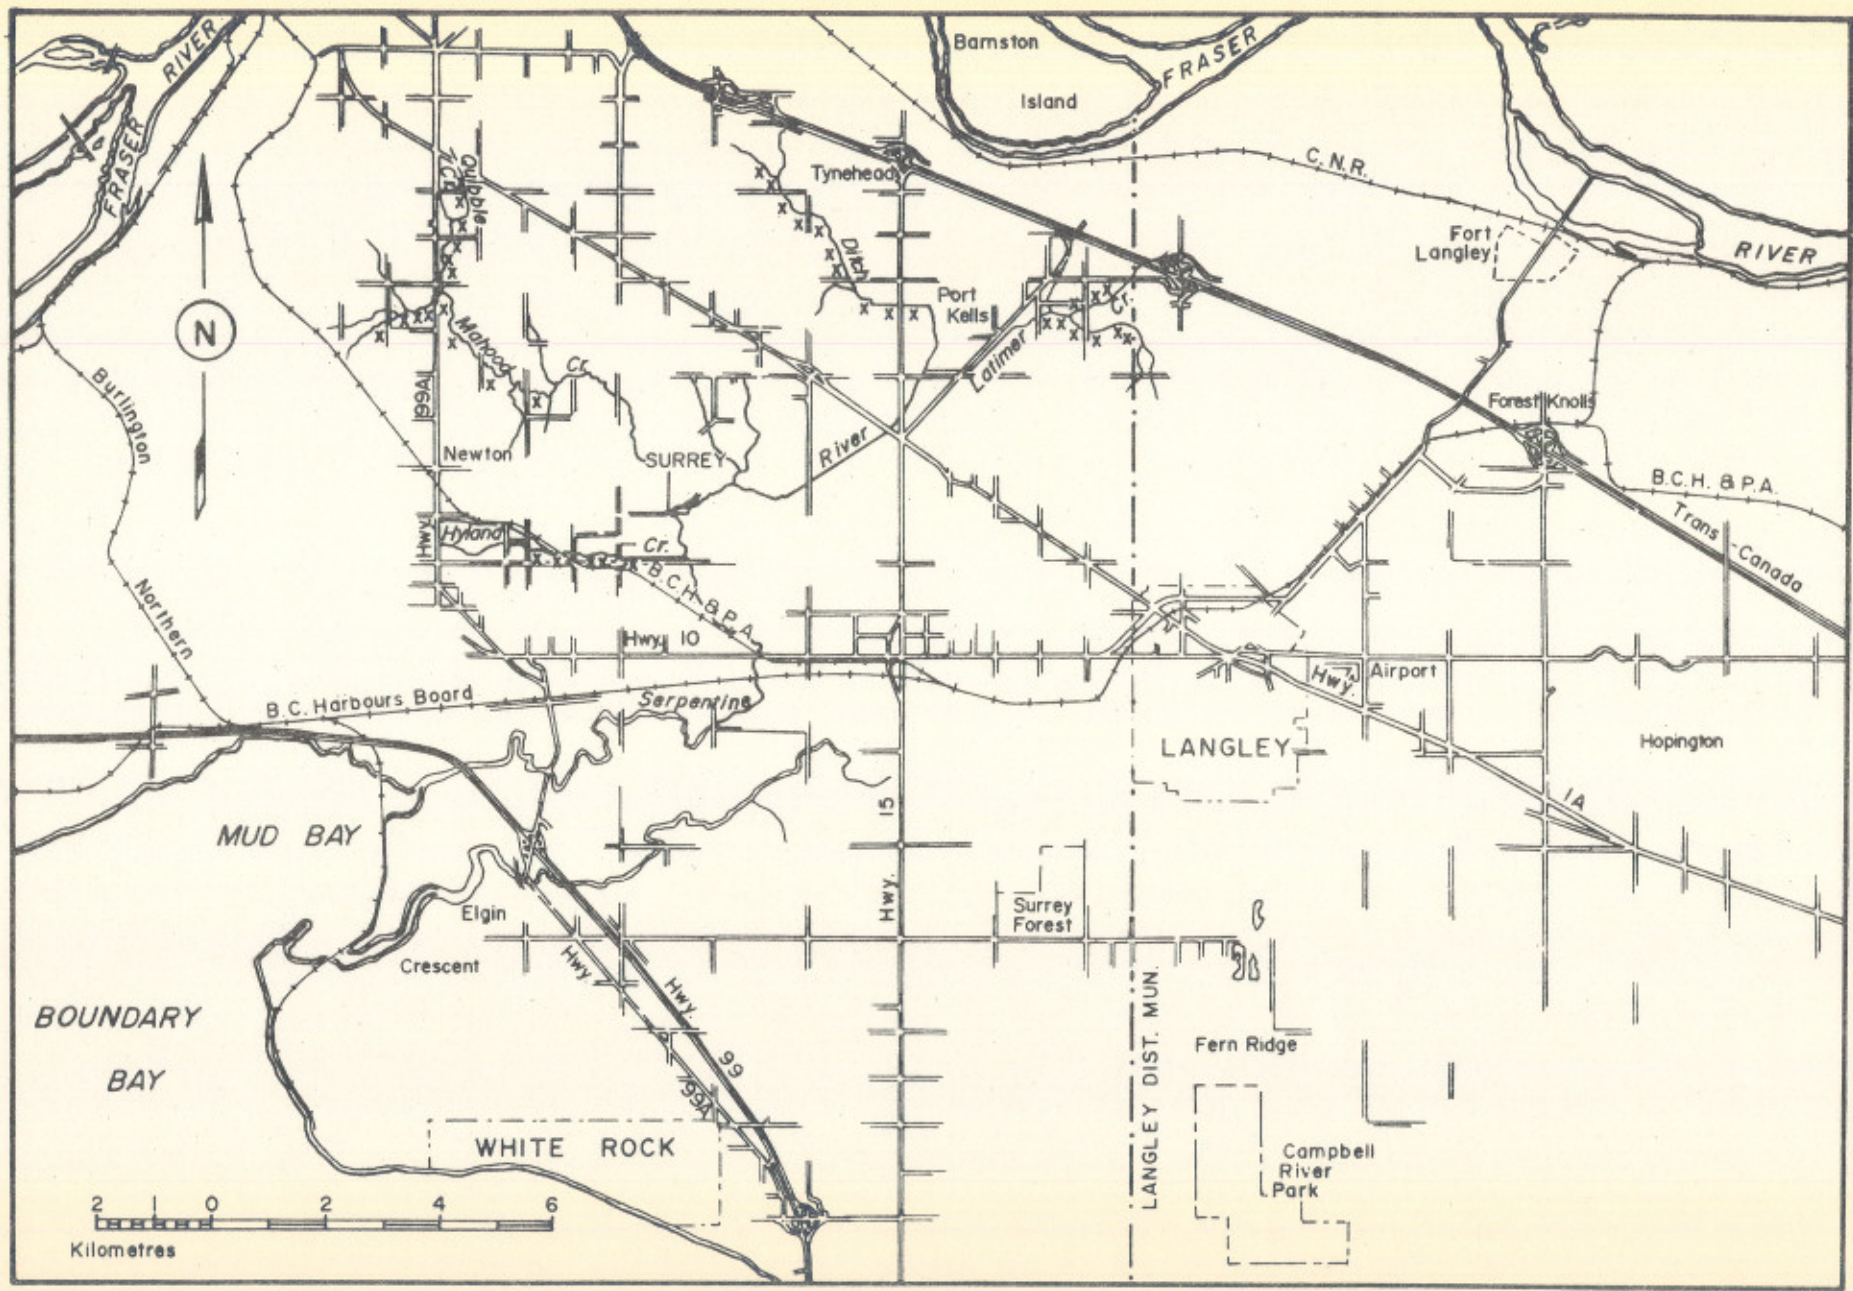 RIVER
FRASER
Barnston
Island
FRASER
C.N.R.
Fort
Langley
RIVER
Tynehead
Quibble
Cr.
Ditch
Port
Kells
Latimer
Cr.
N
Mahood
Cr.
Burlington
Northern
99A
Hwy.
Newton
SURREY
River
Forest Knolls
B.C.H. & P.A.
Trans-Canada
Hyland
Cr.
B.C.H. & P.A.
Hwy. 10
Hwy.
Airport
B.C. Harbours Board
Serpentine
LANGLEY
Hopington
1A
MUD BAY
15
Hwy.
Elgin
Surrey
Forest
Crescent
Hwy.
Hwy.
99
99A
BOUNDARY
BAY
LANGLEY DIST. MUN.
Fern Ridge
WHITE ROCK
Campbell
River
Park
2 1 0 2 4 6
Kilometres